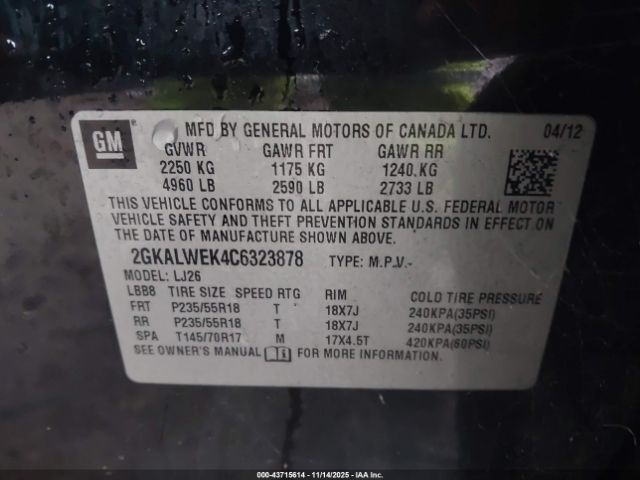 GM
MFD BY GENERAL MOTORS OF CANADA LTD. 04/12
GVWR GAWR FRT GAWR RR
2250 KG 1175 KG 1240 KG
4960 LB 2590 LB 2733 LB
THIS VEHICLE CONFORMS TO ALL APPLICABLE U.S. FEDERAL MOTOR
VEHICLE SAFETY AND THEFT PREVENTION STANDARDS IN EFFECT ON
THE DATE OF MANUFACTURE SHOWN ABOVE.
2GKALWEK4C6323878 TYPE: M.P.V-
MODEL: LJ26
LBB8 TIRE SIZE SPEED RTG RIM COLD TIRE PRESSURE
FRT P235/55R18 T 18X7J 240KPA(35PSI)
RR P235/55R18 T 18X7J 240KPA(35PSI)
SPA T145/70R17 M 17X4.5T 420KPA(60PSI)
SEE OWNER'S MANUAL FOR MORE INFORMATION
000-43715614 - 11/14/2025 - IAAI.COM